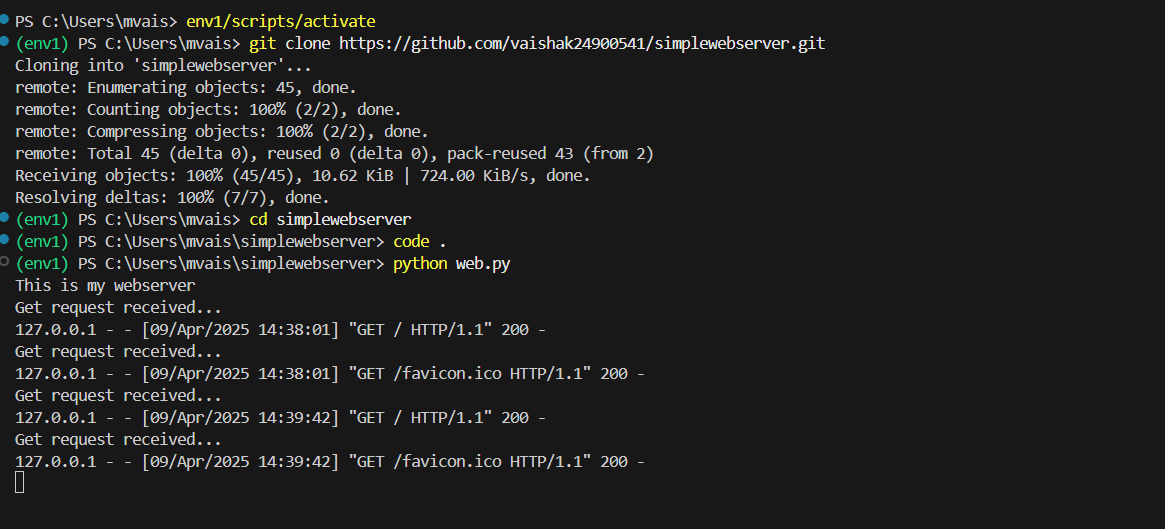 PS C:\Users\mvais> env1/scripts/activate
(env1) PS C:\Users\mvais> git clone https://github.com/vaishak24900541/simplewebserver.git
Cloning into 'simplewebserver'...
remote: Enumerating objects: 45, done.
remote: Counting objects: 100% (2/2), done.
remote: Compressing objects: 100% (2/2), done.
remote: Total 45 (delta 0), reused 0 (delta 0), pack-reused 43 (from 2)
Receiving objects: 100% (45/45), 10.62 KiB | 724.00 KiB/s, done.
Resolving deltas: 100% (7/7), done.
(env1) PS C:\Users\mvais> cd simplewebserver
(env1) PS C:\Users\mvais\simplewebserver> code .
(env1) PS C:\Users\mvais\simplewebserver> python web.py
This is my webserver
Get request received...
127.0.0.1 - - [09/Apr/2025 14:38:01] "GET / HTTP/1.1" 200 -
Get request received...
127.0.0.1 - - [09/Apr/2025 14:38:01] "GET /favicon.ico HTTP/1.1" 200 -
Get request received...
127.0.0.1 - - [09/Apr/2025 14:39:42] "GET / HTTP/1.1" 200 -
Get request received...
127.0.0.1 - - [09/Apr/2025 14:39:42] "GET /favicon.ico HTTP/1.1" 200 -